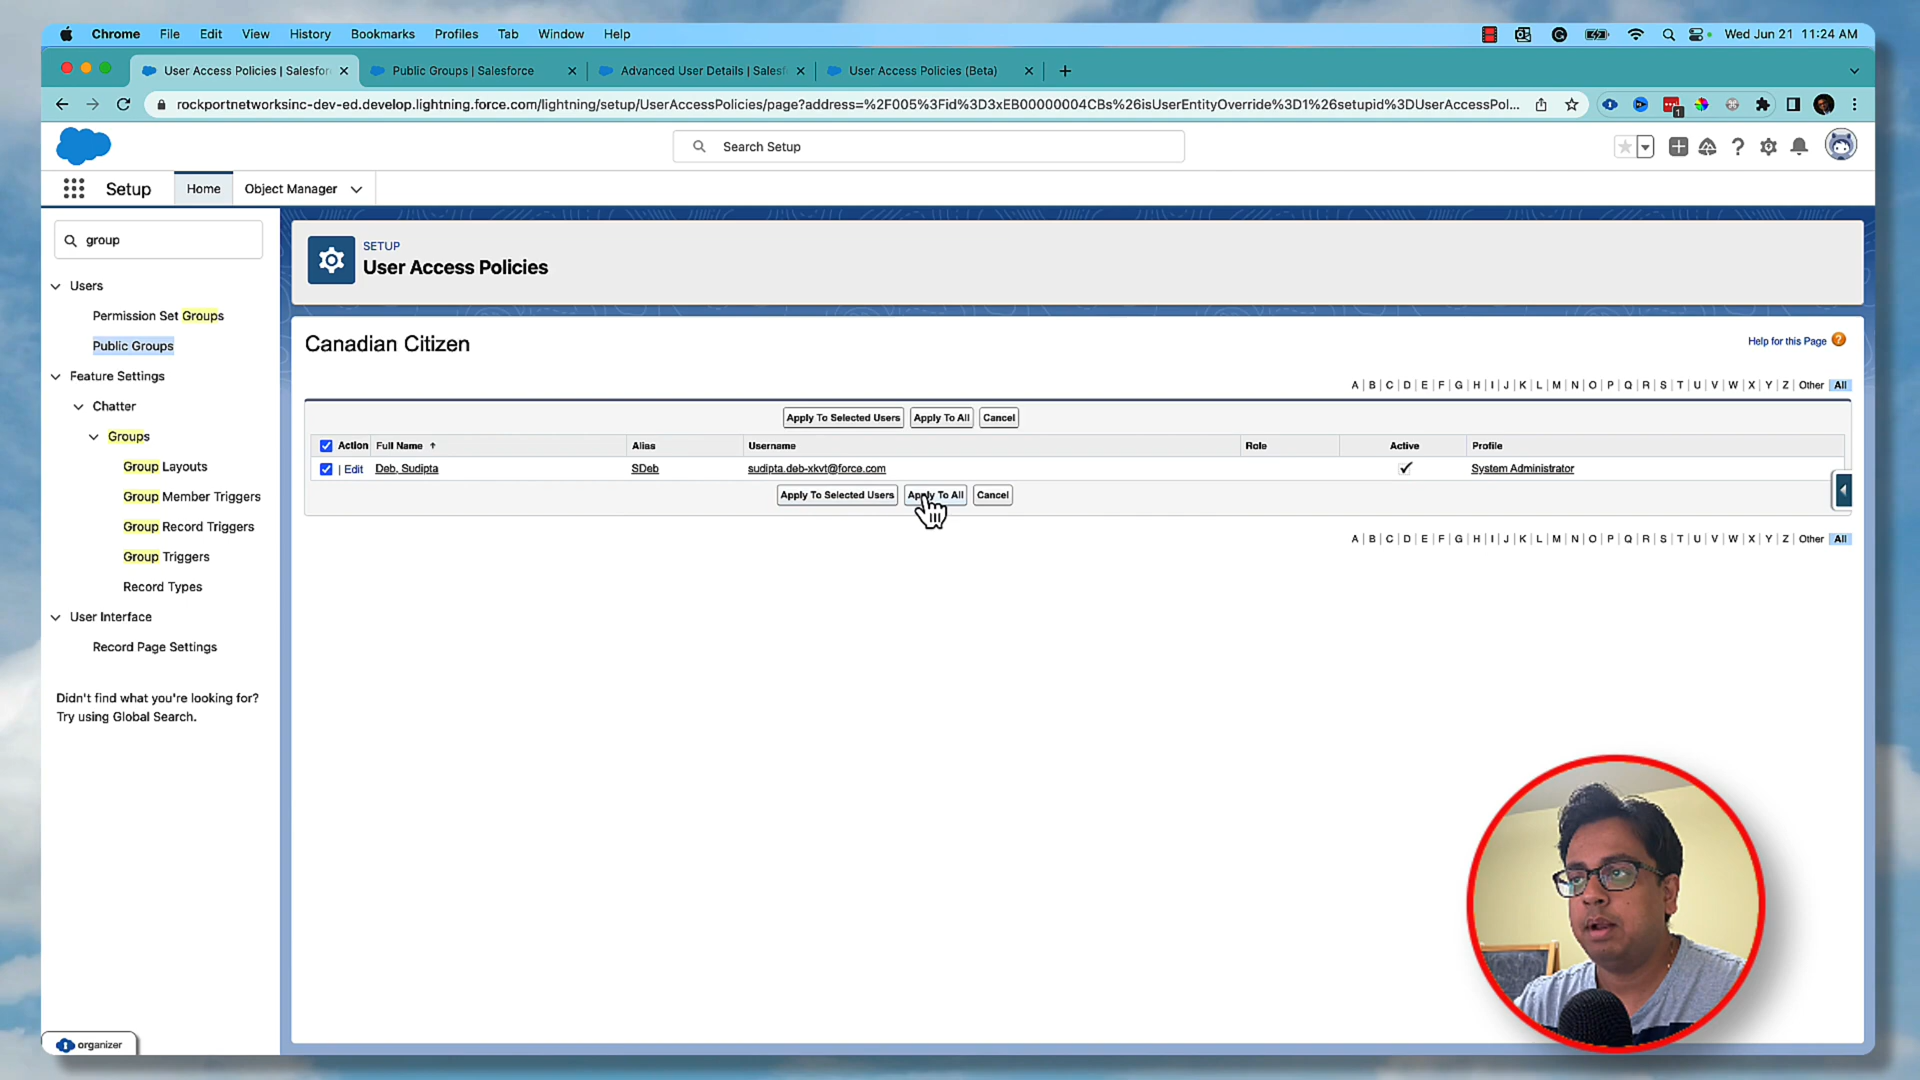 Chrome File Edit View History Bookmarks Profiles Tab Window Help Wed Jun 21 11:24 AM
User Access Policies | Salesfor Public Groups | Salesforce Advanced User Details | Salesf User Access Policies (Beta)
rockportnetworksinc-dev-ed.develop.lightning.force.com/lightning/setup/UserAccessPolicies/page?address=%2F005%3Fid%3D3xEB00000004CBs%26isUserEntityOverride%3D1%26setupid%3DUserAccessPol... 1
Search Setup
Setup Home Object Manager
group
Users
Permission Set Groups
Public Groups
Feature Settings
Chatter
Groups
Group Layouts
Group Member Triggers
Group Record Triggers
Group Triggers
Record Types
User Interface
Record Page Settings
Didn't find what you're looking for?
Try using Global Search.
organizer
SETUP
User Access Policies
Canadian Citizen
Help for this Page ?
A | B | C | D | E | F | G | H | I | J | K | L | M | N | O | P | Q | R | S | T | U | V | W | X | Y | Z | Other | All
Apply To Selected Users Apply To All Cancel
Action Full Name ↑ Alias Username Role Active Profile
| Edit Deb, Sudipta SDeb sudipta.deb-xkvt@force.com ✓ System Administrator
Apply To Selected Users Apply To All Cancel
A | B | C | D | E | F | G | H | I | J | K | L | M | N | O | P | Q | R | S | T | U | V | W | X | Y | Z | Other | All